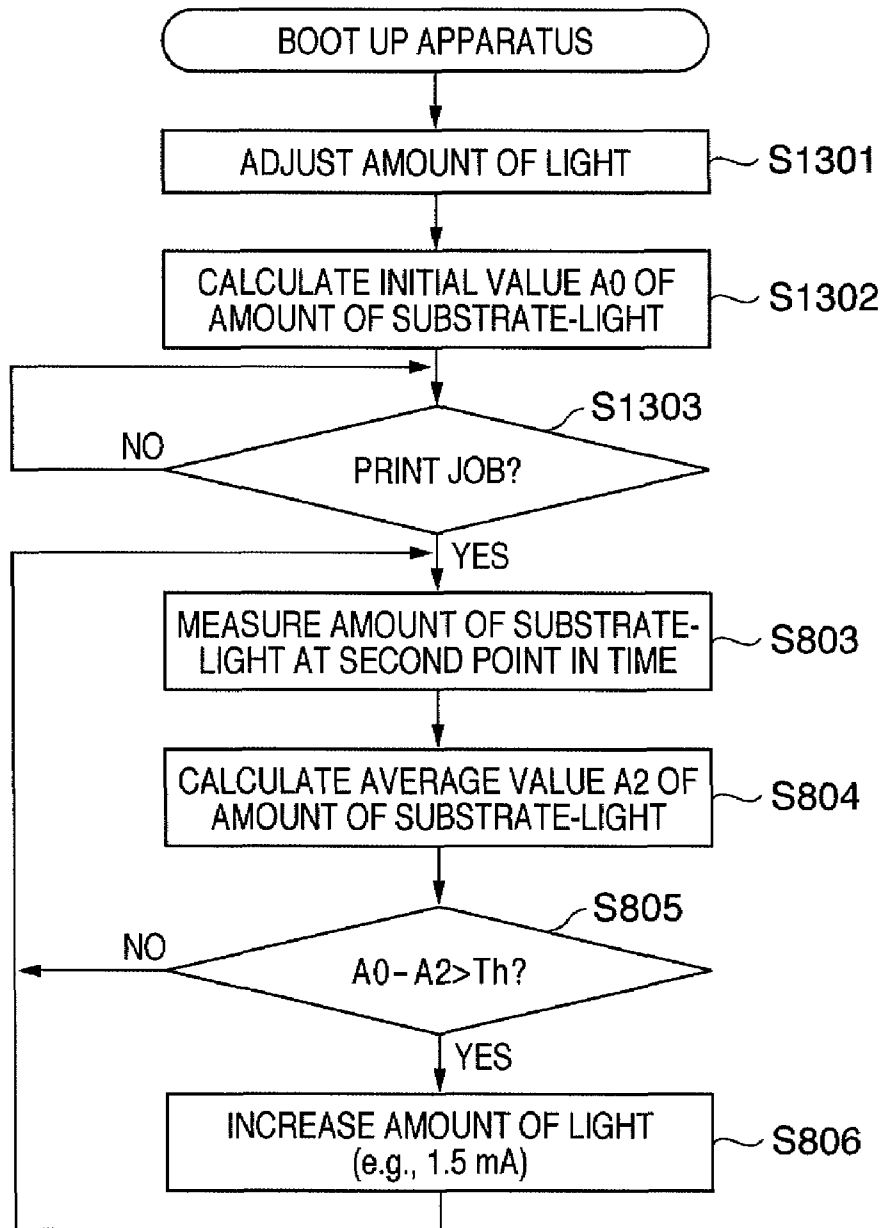 BOOT UP APPARATUS
ADJUST AMOUNT OF LIGHT
S1301
CALCULATE INITIAL VALUE A0 OF
AMOUNT OF SUBSTRATE-LIGHT
S1302
S1303
NO
PRINT JOB?
YES
MEASURE AMOUNT OF SUBSTRATE-
LIGHT AT SECOND POINT IN TIME
S803
CALCULATE AVERAGE VALUE A2 OF
AMOUNT OF SUBSTRATE-LIGHT
S804
S805
NO
A0-A2>Th?
YES
INCREASE AMOUNT OF LIGHT
(e.g., 1.5 mA)
S806